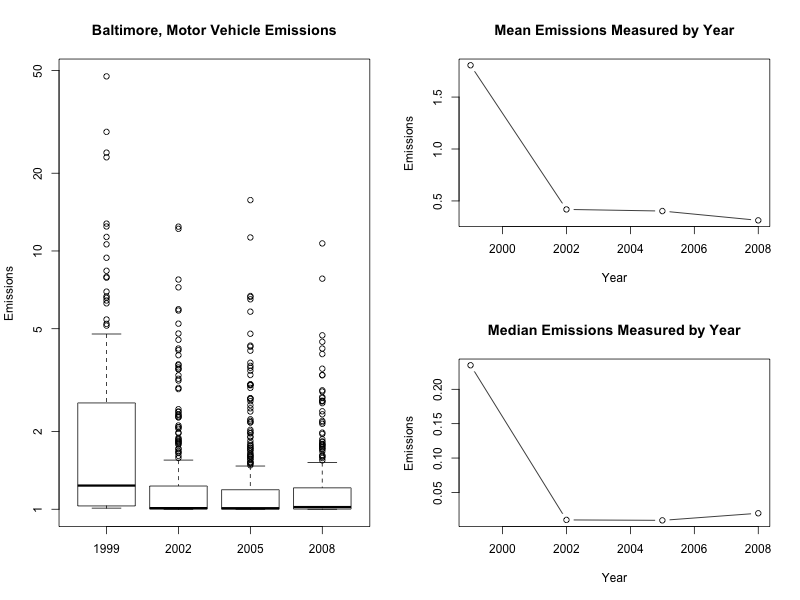 Baltimore, Motor Vehicle Emissions
Emissions
50
20
10
5
2
1
1999 2002 2005 2008
Mean Emissions Measured by Year
Emissions
1.5
1.0
0.5
2000 2002 2004 2006 2008
Year
Median Emissions Measured by Year
Emissions
0.20
0.15
0.10
0.05
2000 2002 2004 2006 2008
Year